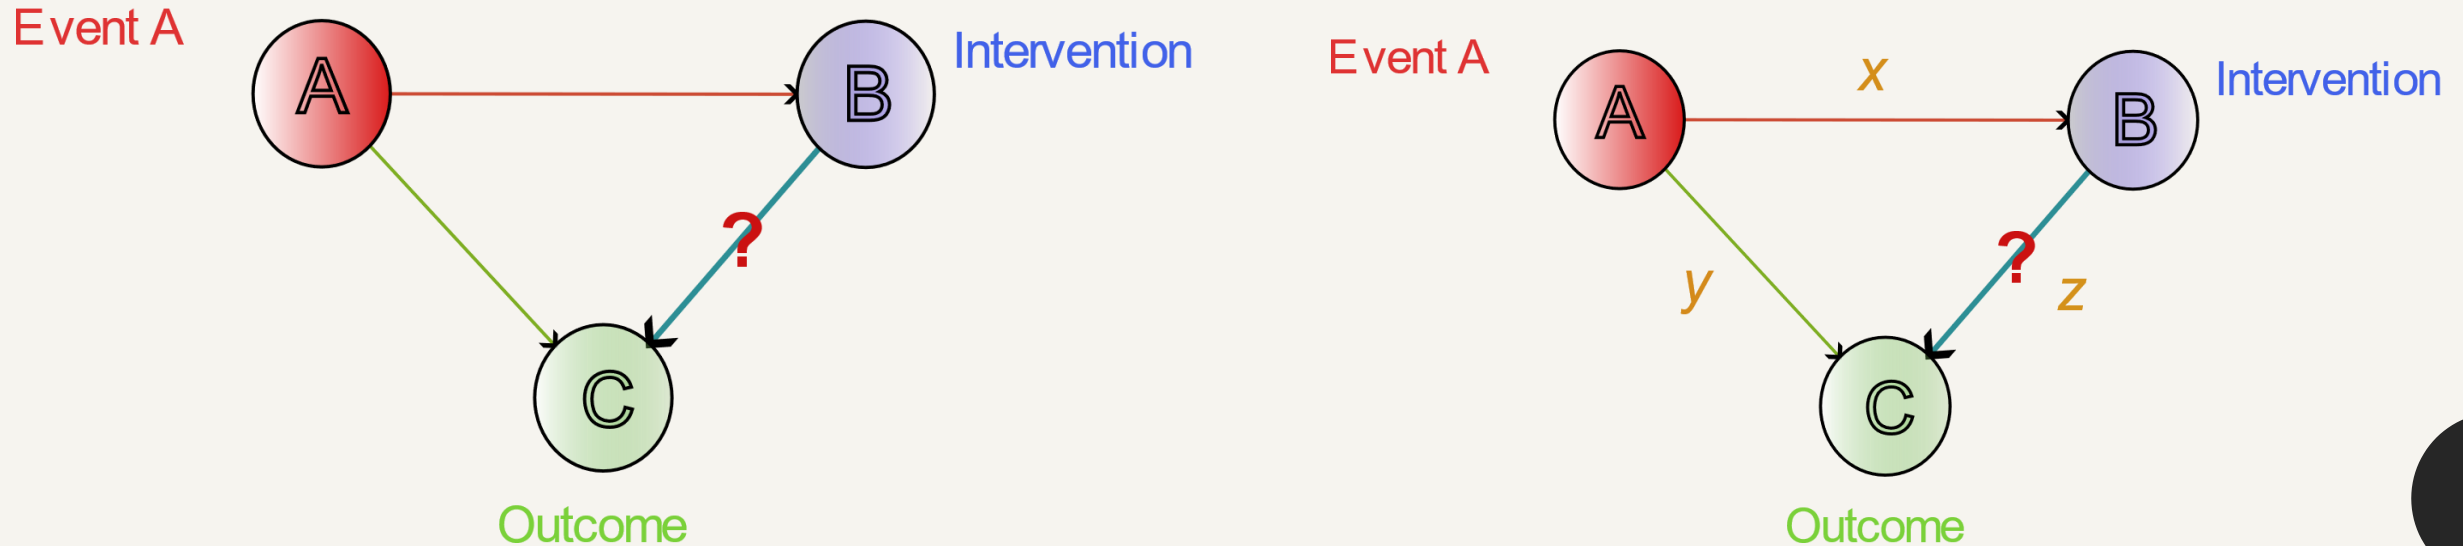 Event A
A
B
Intervention
?
C
Outcome
Event A
A
x
B
Intervention
y
?
z
C
Outcome